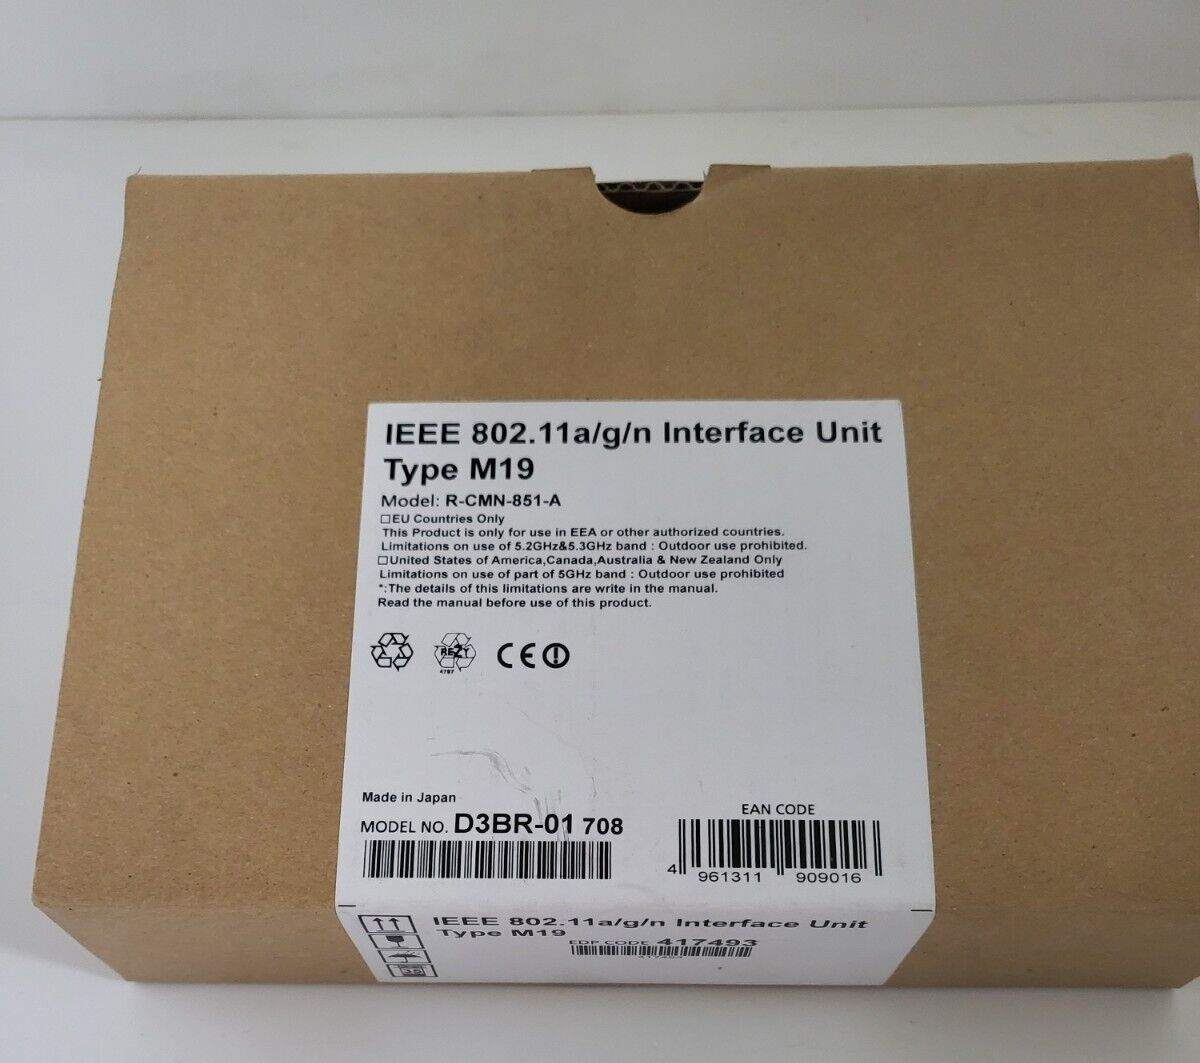 IEEE 802.11a/g/n Interface Unit
Type M19
Model: R-CMN-851-A
☐EU Countries Only
This Product is only for use in EEA or other authorized countries.
Limitations on use of 5.2GHz&5.3GHz band : Outdoor use prohibited.
☐United States of America,Canada,Australia & New Zealand Only
Limitations on use of part of 5GHz band : Outdoor use prohibited
*:The details of this limitations are write in the manual.
Read the manual before use of this product.
REZY
4797
CE
Made in Japan
MODEL NO. D3BR-01 708
EAN CODE
4 961311 909016
IEEE 802.11a/g/n Interface Unit
Type M19
EDP CODE 417493
417493